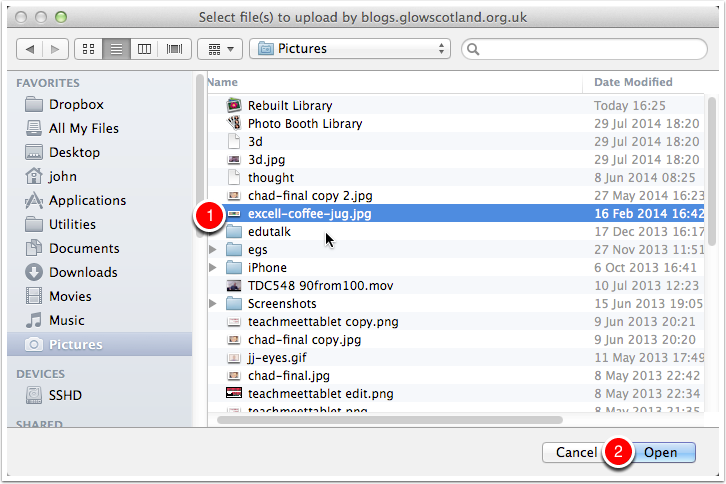 Select file(s) to upload by blogs.glowscotland.org.uk
Pictures
FAVORITES
Dropbox
All My Files
Desktop
john
Applications
Utilities
Documents
Downloads
Movies
Music
Pictures
DEVICES
SSHD
SHARED
Name Date Modified
Rebuilt Library Today 16:25
Photo Booth Library 29 Jul 2014 18:20
3d 29 Jul 2014 18:20
3d.jpg 29 Jul 2014 18:20
thought 8 Jun 2014 08:25
chad-final copy 2.jpg 27 May 2014 16:23
1 excell-coffee-jug.jpg 16 Feb 2014 16:42
edutalk 17 Dec 2013 16:17
egs 27 Nov 2013 11:51
iPhone 6 Oct 2013 16:41
TDC548 90from100.mov 10 Jul 2013 12:23
Screenshots 15 Jun 2013 19:05
teachmeettablet copy.png 9 Jun 2013 20:21
chad-final copy.jpg 9 Jun 2013 20:20
jj-eyes.gif 11 May 2013 17:49
chad-final.jpg 8 May 2013 22:42
teachmeettablet edit.png 8 May 2013 22:34
teachmeettablet.png 8 May 2013 21:35
Cancel 2 Open